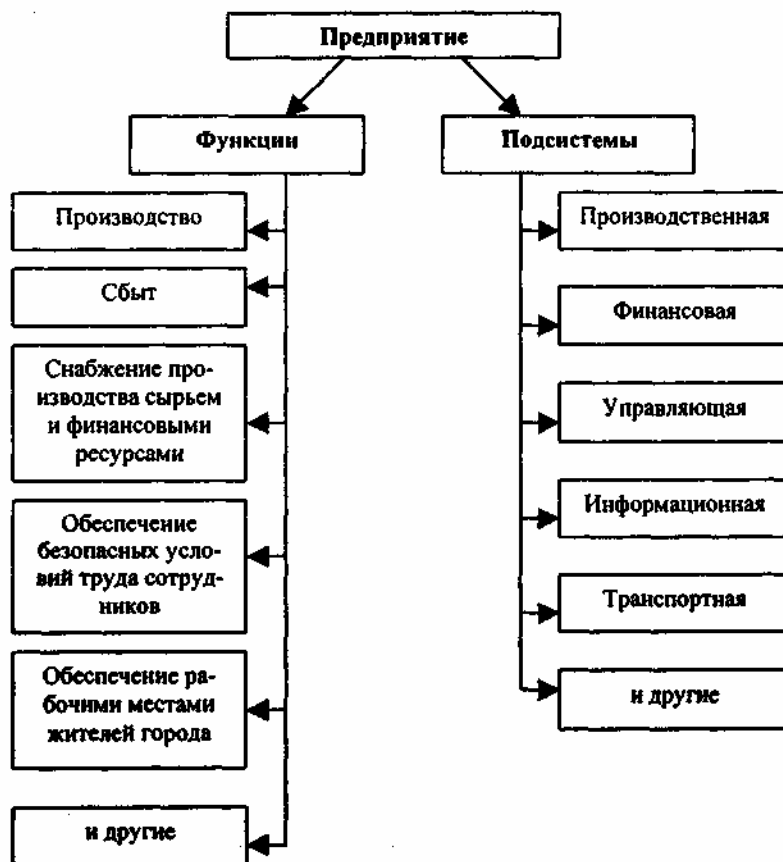 Предприятие
Функции
Производство
Сбыт
Снабжение про-
изводства сырьем
и финансовыми
ресурсами
Обеспечение
безопасных усло-
вий труда сотруд-
ников
Обеспечение ра-
бочими местами
жителей города
и другие
Подсистемы
Производственная
Финансовая
Управляющая
Информационная
Транспортная
и другие